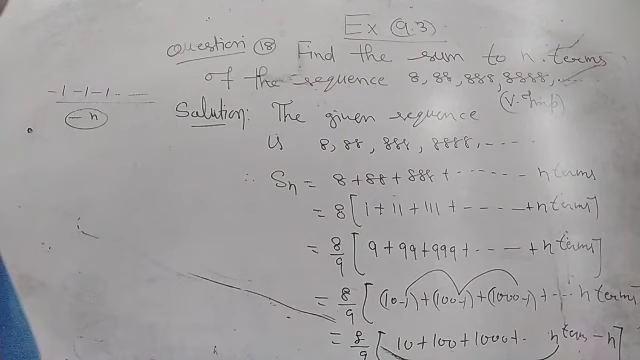 Ex (9.3)
Question (18) Find the sum to n. terms
of the sequence 8, 88, 888, 8888, ....
(V. Imp)
-1-1-1- .....
-n
Solution: The given sequence
is 8, 88, 888, 8888, .....
∴ Sn = 8+88+888+ ...... n terms
= 8[1+11+111+ ..... +n terms]
= 8/9 [9+99+999+ ..... + n terms]
= 8/9 [(10-1)+(100-1)+(1000-1)+ ... n terms
= 8/9 [10+100+1000+. n terms -n]